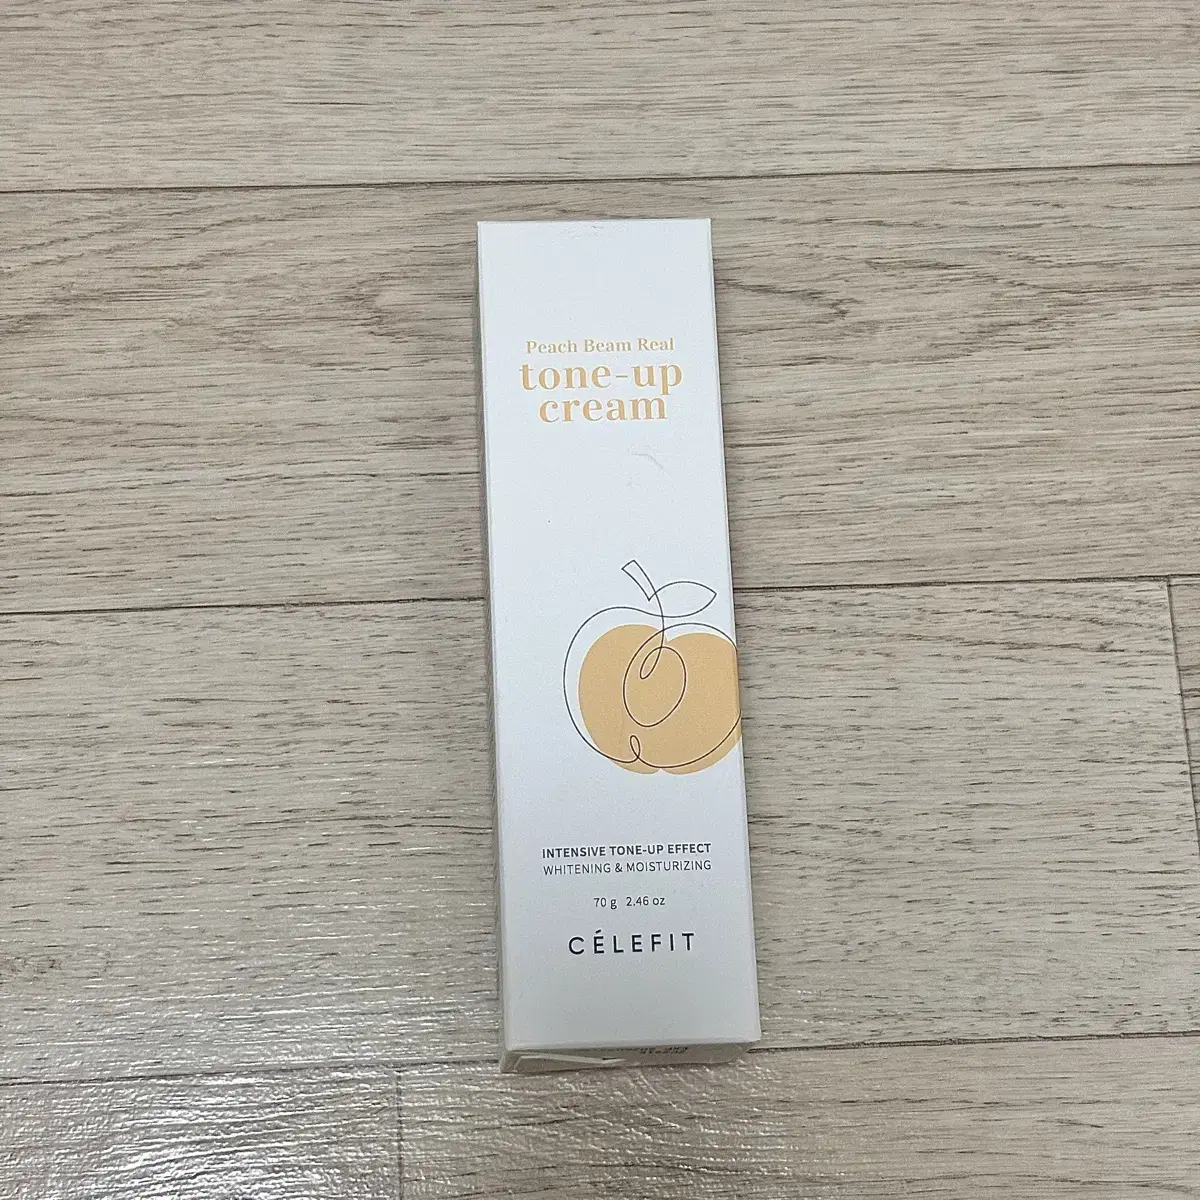 Peach Beam Real
tone-up
cream
INTENSIVE TONE-UP EFFECT
WHITENING & MOISTURIZING
70 g 2.46 oz
CÉLEFIT